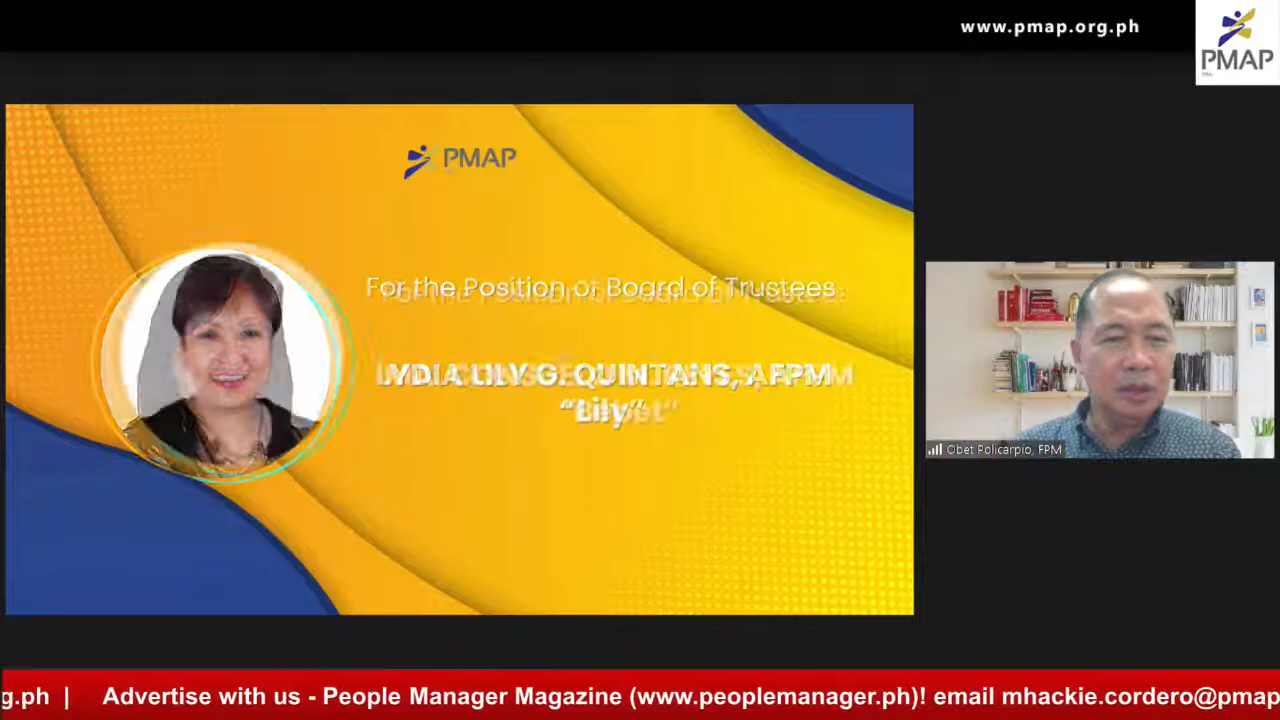 www.pmap.org.ph
PMAP
PMAP
For the Position of Board of Trustees
LYDIA LILY G. QUINTANS, AFPM
“Lily”
Obet Policarpio, FPM
g.ph | Advertise with us - People Manager Magazine (www.peoplemanager.ph)! email mhackie.cordero@pmap